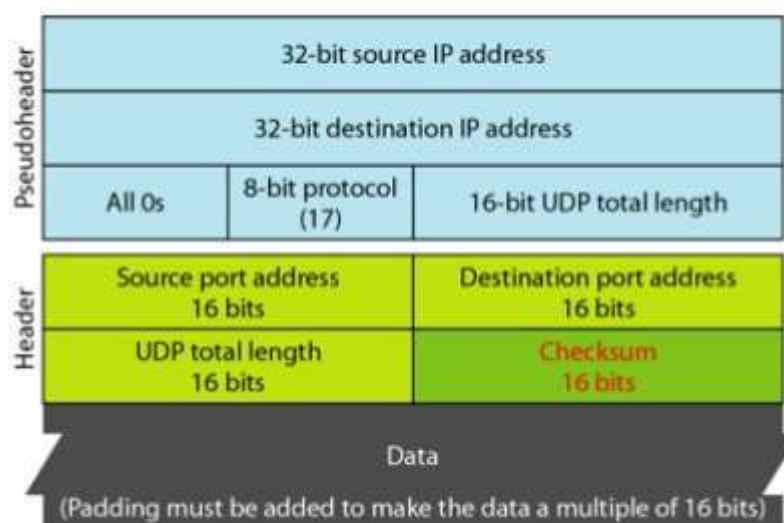 Pseudoheader
32-bit source IP address
32-bit destination IP address
All 0s
8-bit protocol
(17)
16-bit UDP total length
Header
Source port address
16 bits
Destination port address
16 bits
UDP total length
16 bits
Checksum
16 bits
Data
(Padding must be added to make the data a multiple of 16 bits)